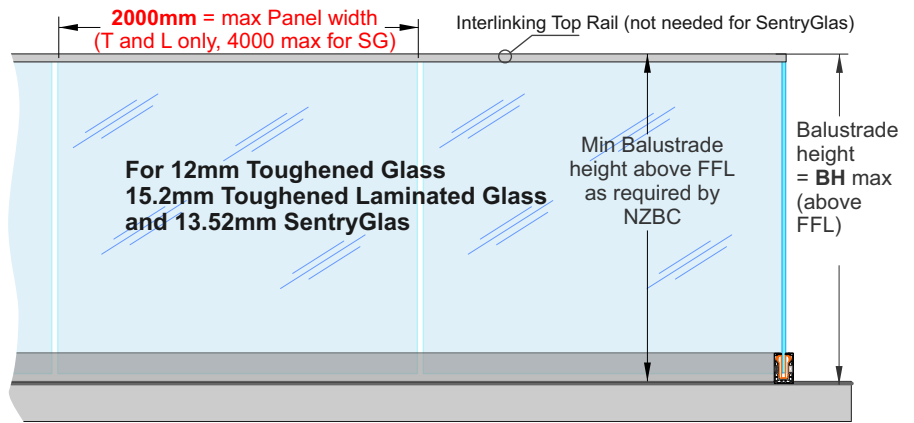 2000mm = max Panel width
(T and L only, 4000 max for SG)
Interlinking Top Rail (not needed for SentryGlas)
For 12mm Toughened Glass
15.2mm Toughened Laminated Glass
and 13.52mm SentryGlas
Min Balustrade
height above FFL
as required by
NZBC
Balustrade
height
= BH max
(above
FFL)